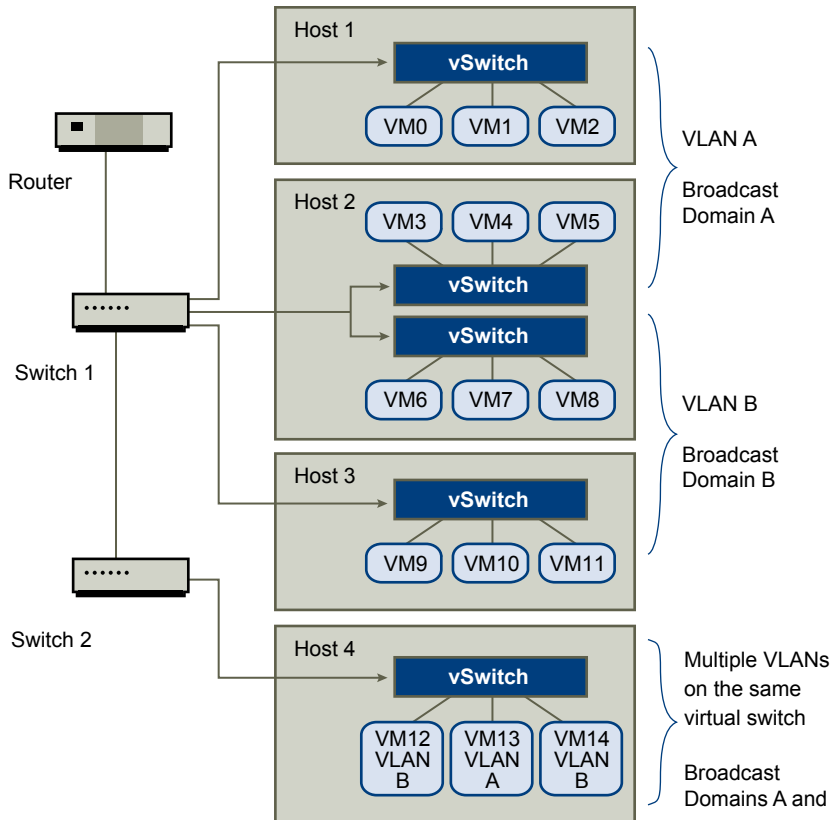 Host 1
vSwitch
VM0 VM1 VM2
VLAN A
Broadcast
Domain A
Router
Host 2
VM3 VM4 VM5
vSwitch
vSwitch
VM6 VM7 VM8
Switch 1
VLAN B
Broadcast
Domain B
Host 3
vSwitch
VM9 VM10 VM11
Switch 2
Host 4
vSwitch
VM12 VM13 VM14
VLAN VLAN VLAN
B A B
Multiple VLANs
on the same
virtual switch
Broadcast
Domains A and